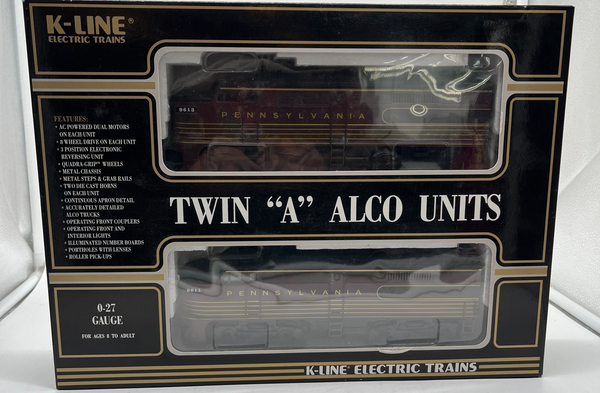 K-LINE®
ELECTRIC TRAINS
FEATURES:
• AC POWERED DUAL MOTORS
ON EACH UNIT
• 8 WHEEL DRIVE ON EACH UNIT
• 3 POSITION ELECTRONIC
REVERSING UNIT
• QUADRA-GRIP™ WHEELS
• METAL CHASSIS
• METAL STEPS & GRAB RAILS
• TWO DIE CAST HORNS
ON EACH UNIT
• CONTINUOUS APRON DETAIL
• ACCURATELY DETAILED
ALCO TRUCKS
• OPERATING FRONT COUPLERS
• OPERATING FRONT AND
INTERIOR LIGHTS
• ILLUMINATED NUMBER BOARDS
• PORTHOLES WITH LENSES
• ROLLER PICK-UPS
PENNSYLVANIA
TWIN "A" ALCO UNITS
PENNSYLVANIA
0-27
GAUGE
FOR AGES 8 TO ADULT
K-LINE® ELECTRIC TRAINS